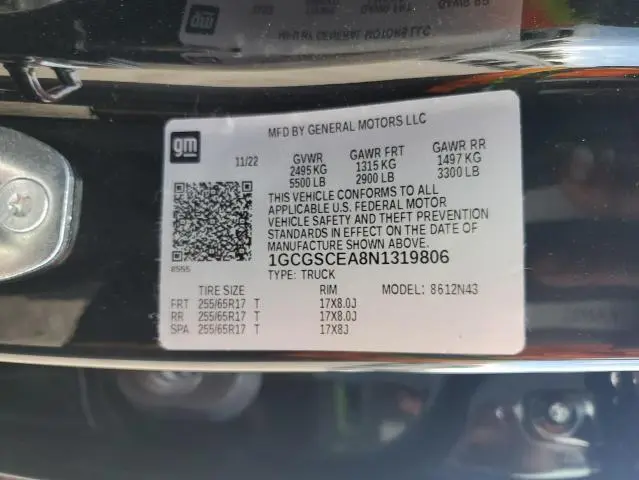 gm
MFD BY GENERAL MOTORS LLC
11/22
GVWR GAWR FRT GAWR RR
2495 KG 1315 KG 1497 KG
5500 LB 2900 LB 3300 LB
THIS VEHICLE CONFORMS TO ALL
APPLICABLE U.S. FEDERAL MOTOR
VEHICLE SAFETY AND THEFT PREVENTION
STANDARDS IN EFFECT ON THE DATE OF
MANUFACTURE SHOWN ABOVE.
8555
1GCGSCEA8N1319806
TYPE: TRUCK
TIRE SIZE RIM MODEL: 8612N43
FRT 255/65R17 T 17X8.0J
RR 255/65R17 T 17X8.0J
SPA 255/65R17 T 17X8J